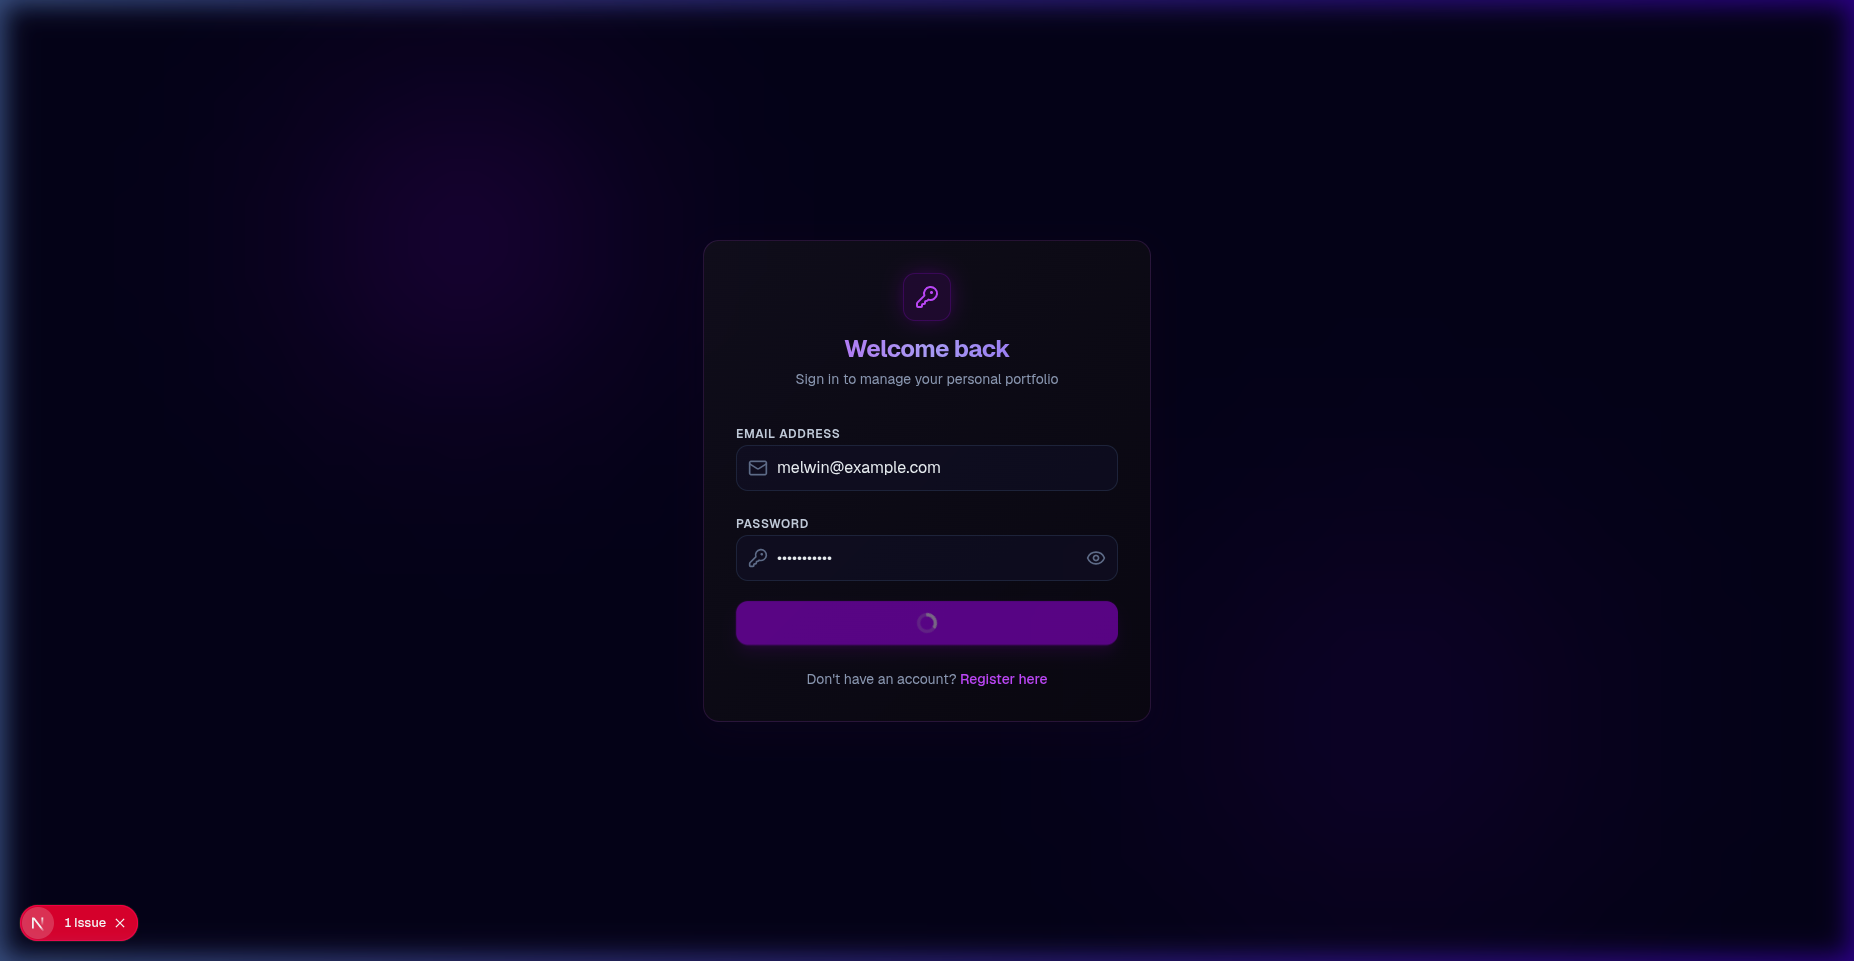 Welcome back
Sign in to manage your personal portfolio
EMAIL ADDRESS
melwin@example.com
PASSWORD
•••••••••••
Don't have an account? Register here
N 1 Issue